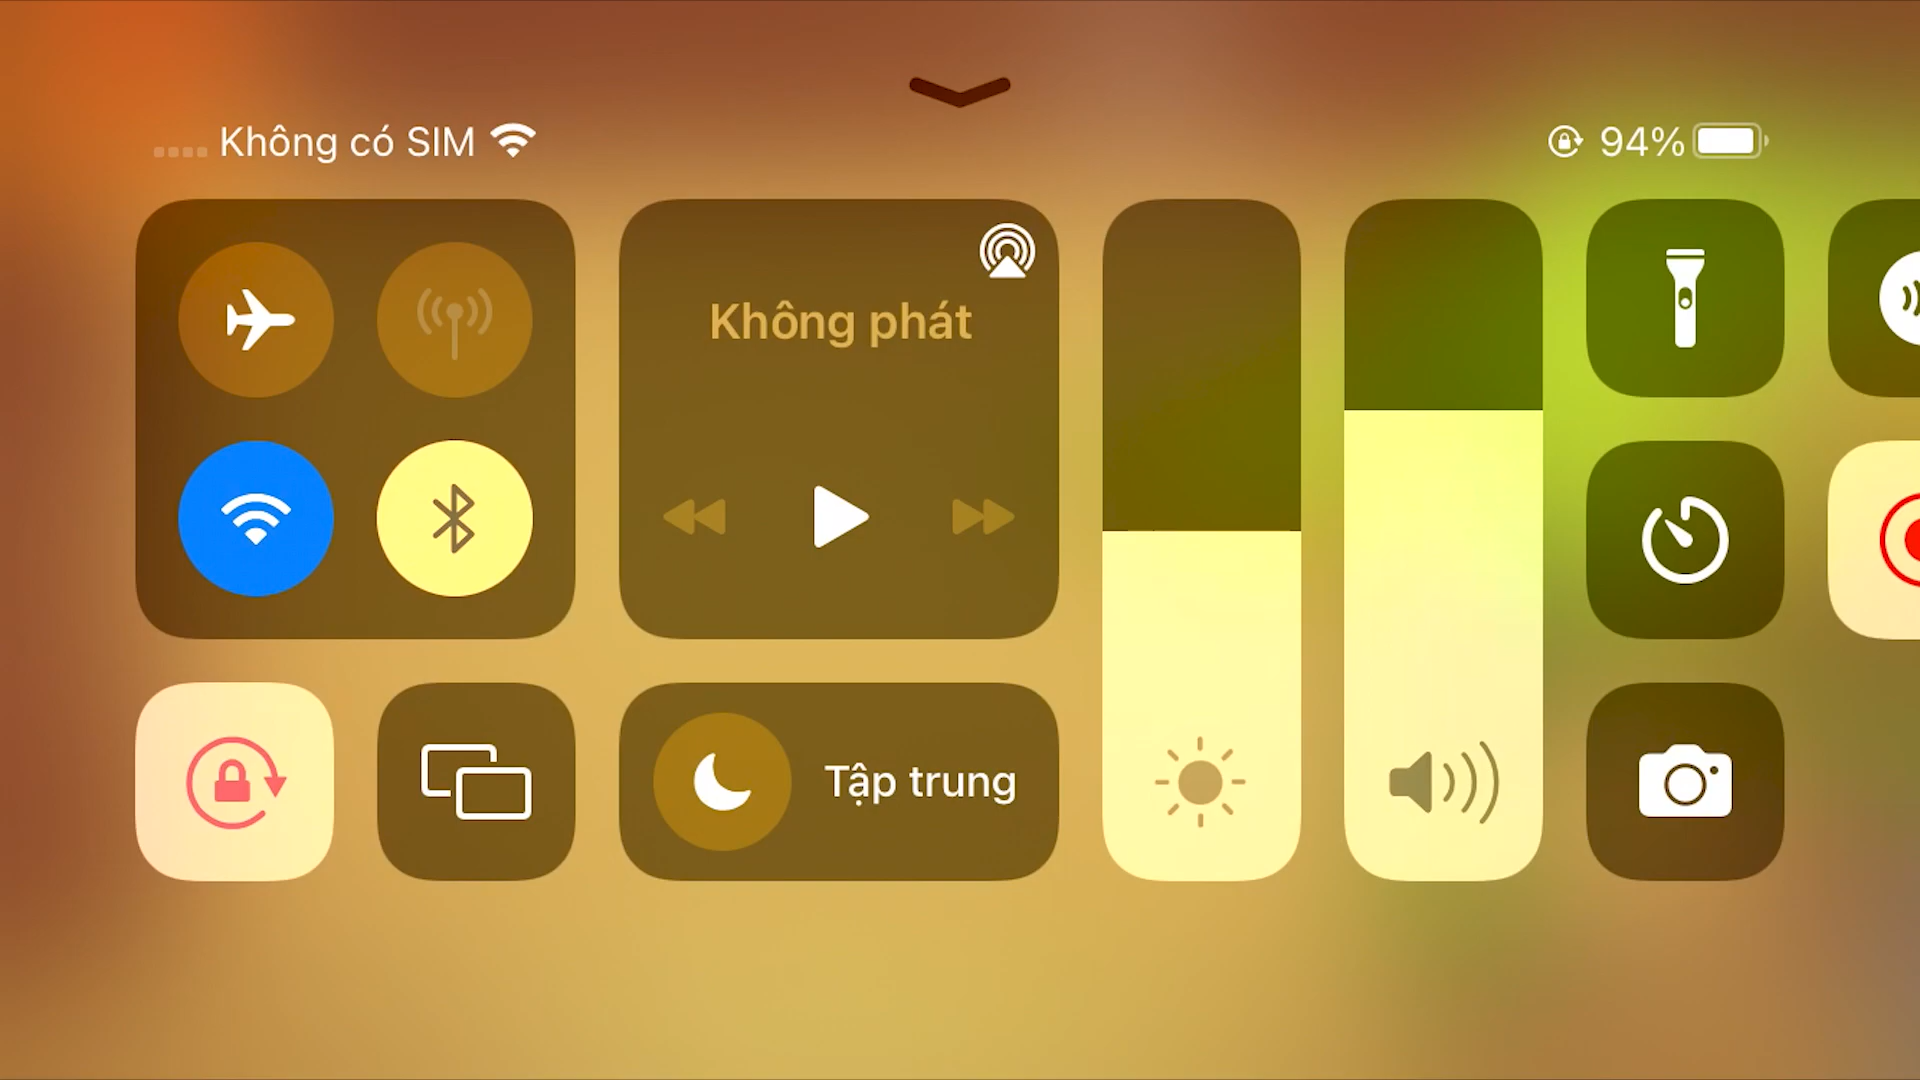 Không có SIM
94%
Không phát
Tập trung